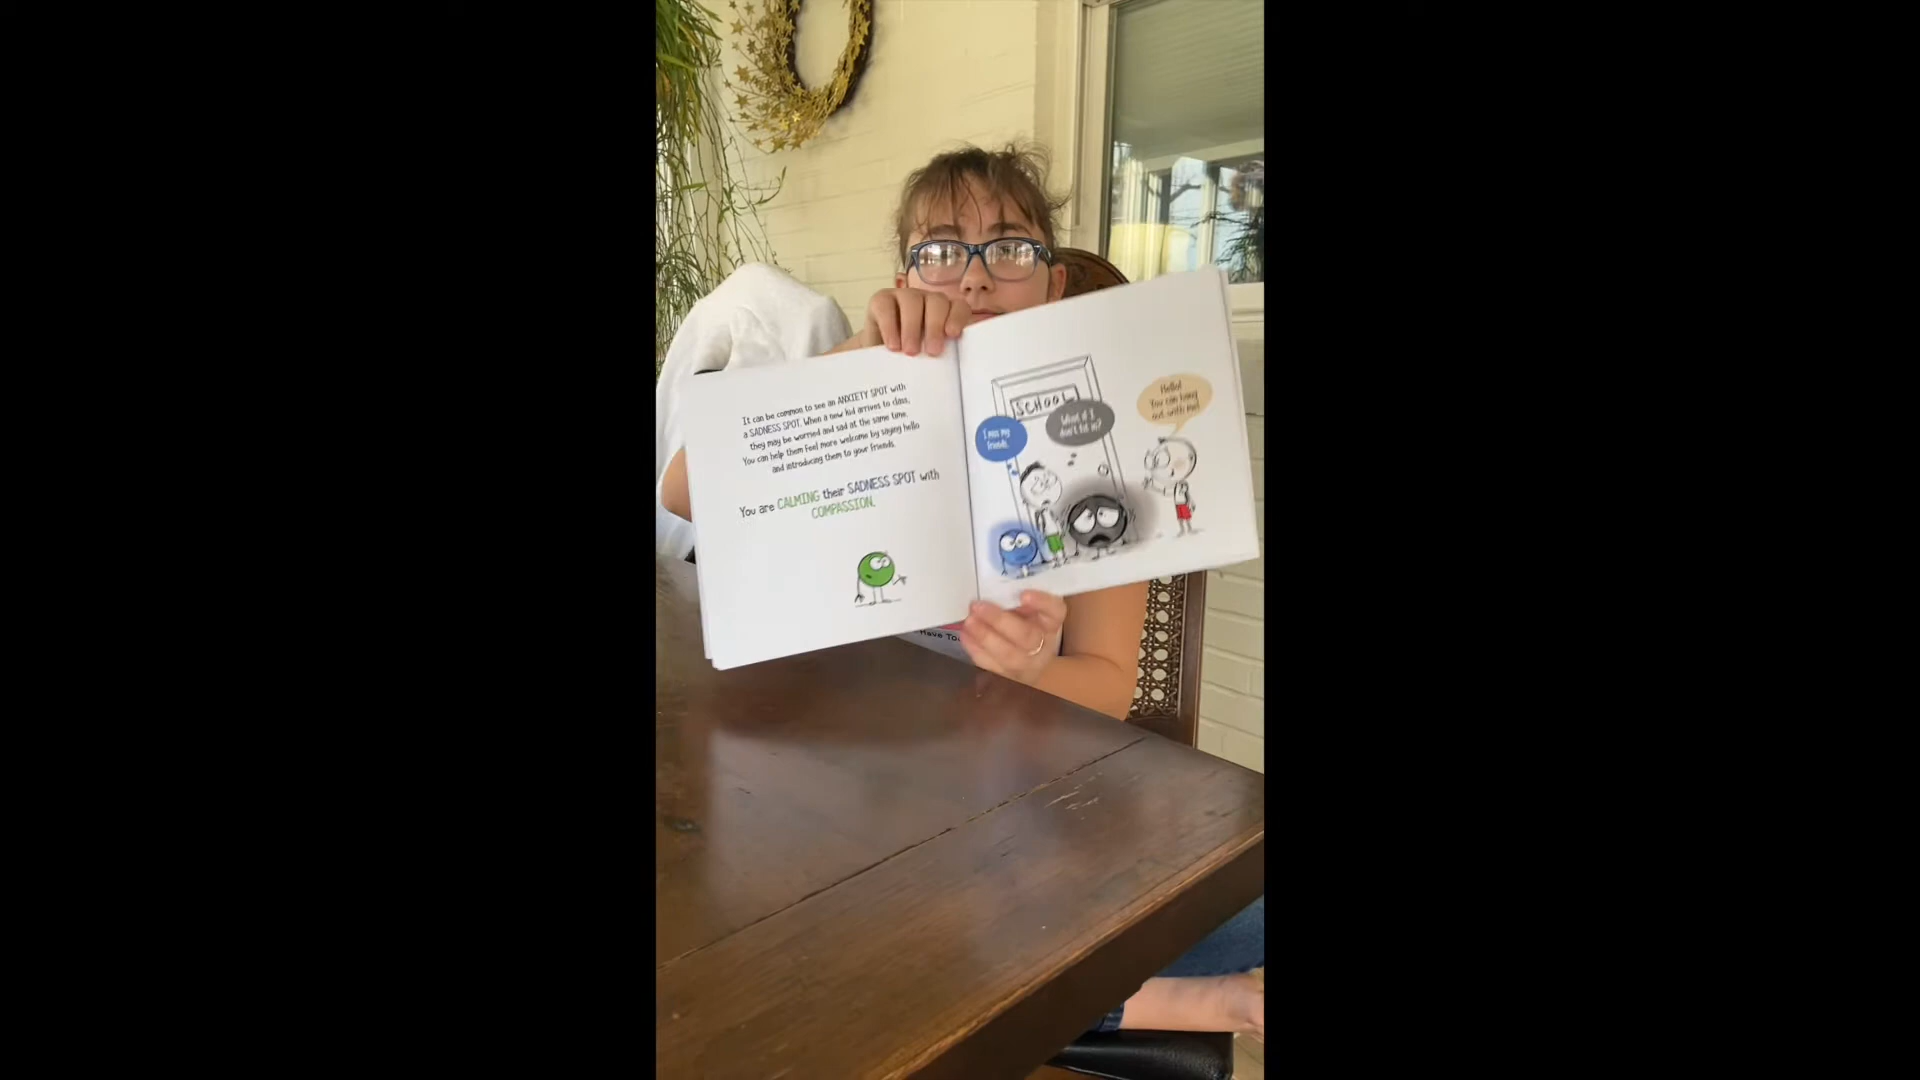 It can be common to see an ANXIETY SPOT with
a SADNESS SPOT. When a new kid arrives to class,
they may be worried and sad at the same time.
You can help them feel more welcome by saying hello
and introducing them to your friends.
You are CALMING their SADNESS SPOT with
COMPASSION.
SCHOOL
I miss my
friends.
What if I
don't fit in?
Hello!
You can hang
out with me!
Have To